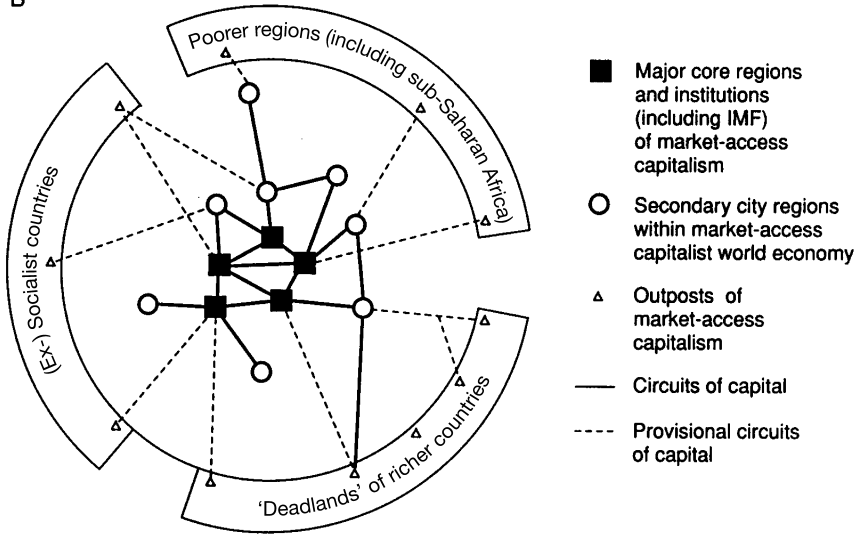 B
Poorer regions (including sub-Saharan Africa)
(Ex-) Socialist countries
'Deadlands' of richer countries
Major core regions
and institutions
(including IMF)
of market-access
capitalism
Secondary city regions
within market-access
capitalist world economy
Outposts of
market-access
capitalism
Circuits of capital
Provisional circuits
of capital